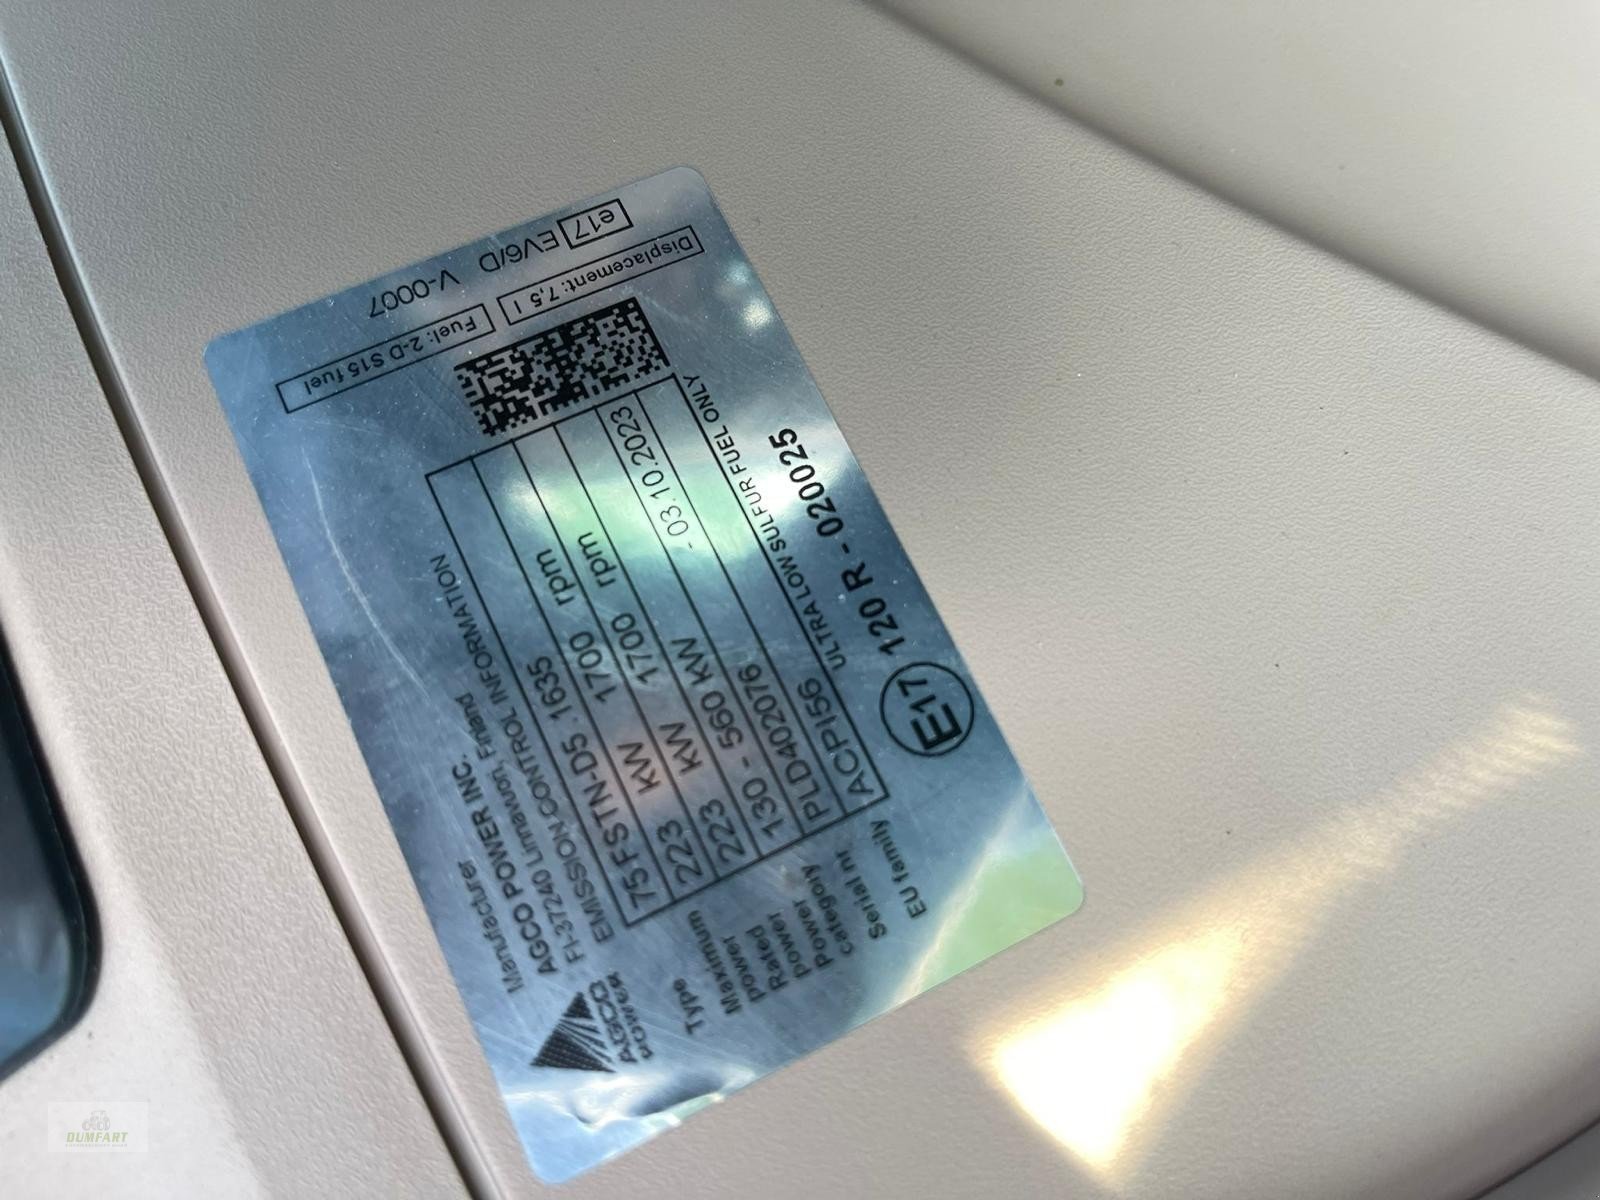 Manufacturer
AGCO POWER INC.
FI-37240 Linnavuori, Finland
EMISSION CONTROL INFORMATION
AGCO
POWER
Type 75 FSTN-D5. 1635
Maximum power 223 kW 1700 rpm
Rated power 223 kW 1700 rpm
Power category 130 - 560 kW
Serial nr. PLD402076 - 03.10.2023
EU family ACPI56
ULTRA LOW SULFUR FUEL ONLY
E17 120 R - 020025
Fuel: 2-D S15 fuel
Displacement: 7,5 l
e17 EV6/D V-0007
DUMFART